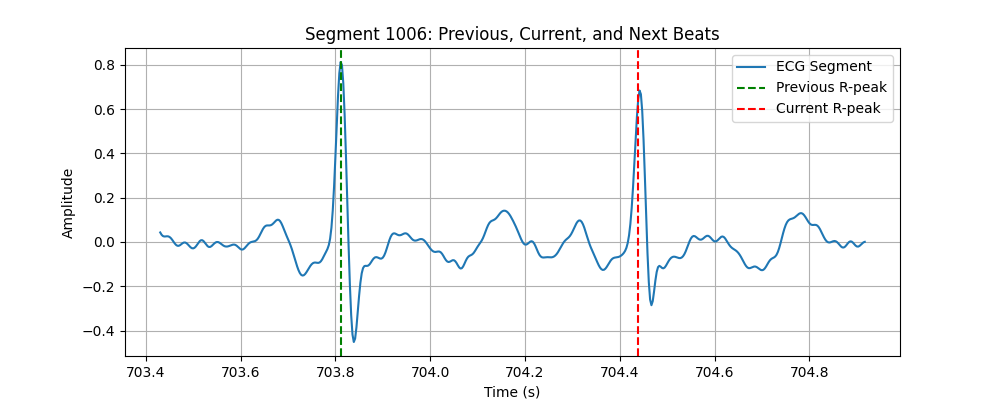 Segment 1006: Previous, Current, and Next Beats
ECG Segment
Previous R-peak
Current R-peak
Amplitude
0.8
0.6
0.4
0.2
0.0
−0.2
−0.4
703.4 703.6 703.8 704.0 704.2 704.4 704.6 704.8
Time (s)